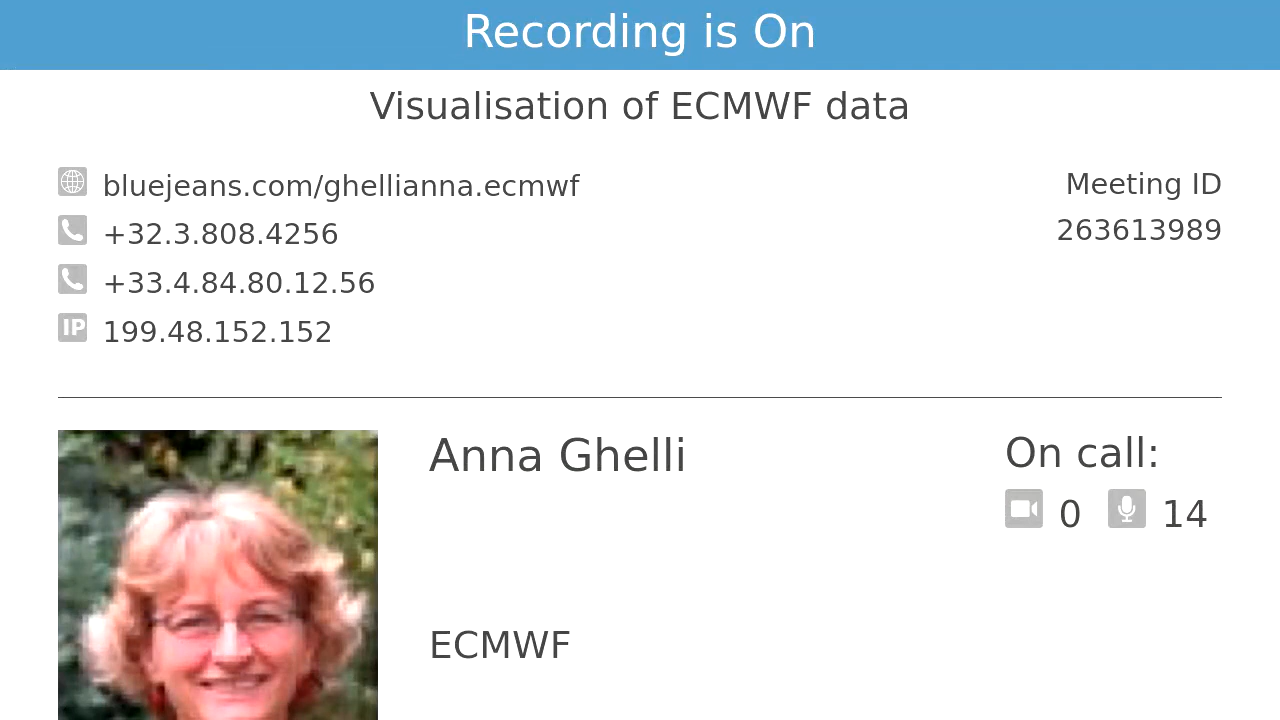 Recording is On
Visualisation of ECMWF data
bluejeans.com/ghellianna.ecmwf
+32.3.808.4256
+33.4.84.80.12.56
IP 199.48.152.152
Meeting ID
263613989
Anna Ghelli
On call:
0 14
ECMWF